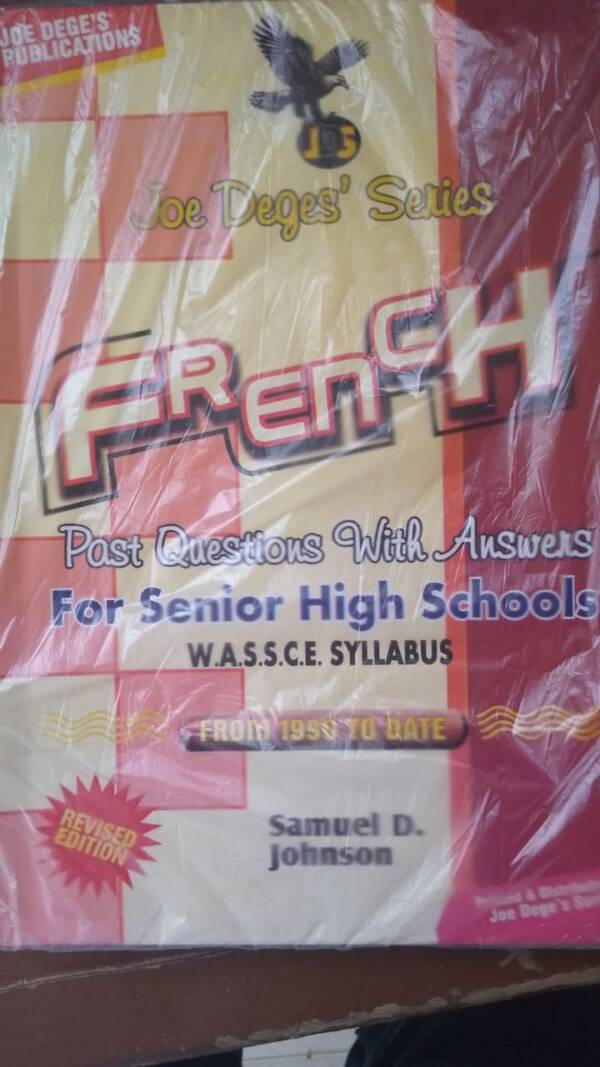 JOE DEGE'S
PUBLICATIONS
JDS
Joe Deges' Series
FRENCH
Past Questions With Answers
For Senior High Schools
W.A.S.S.C.E. SYLLABUS
FROM 1990 TO DATE
REVISED
EDITION
Samuel D.
Johnson
&
Joe Dege's